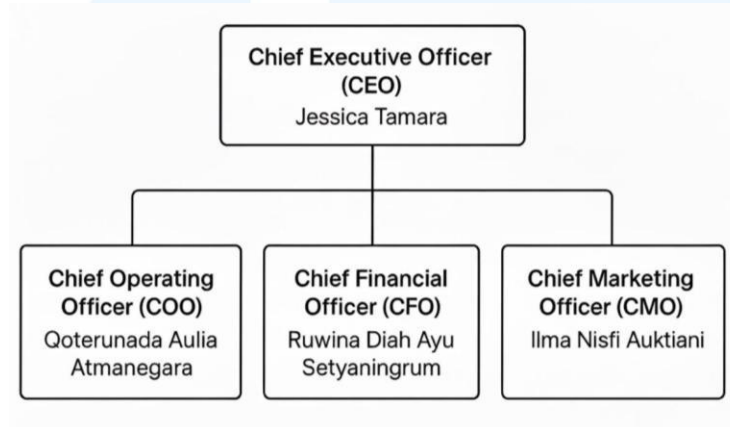 Chief Executive Officer
(CEO)
Jessica Tamara
Chief Operating
Officer (COO)
Qoterunada Aulia
Atmanegara
Chief Financial
Officer (CFO)
Ruwina Diah Ayu
Setyaningrum
Chief Marketing
Officer (CMO)
Ilma Nisfi Auktiani